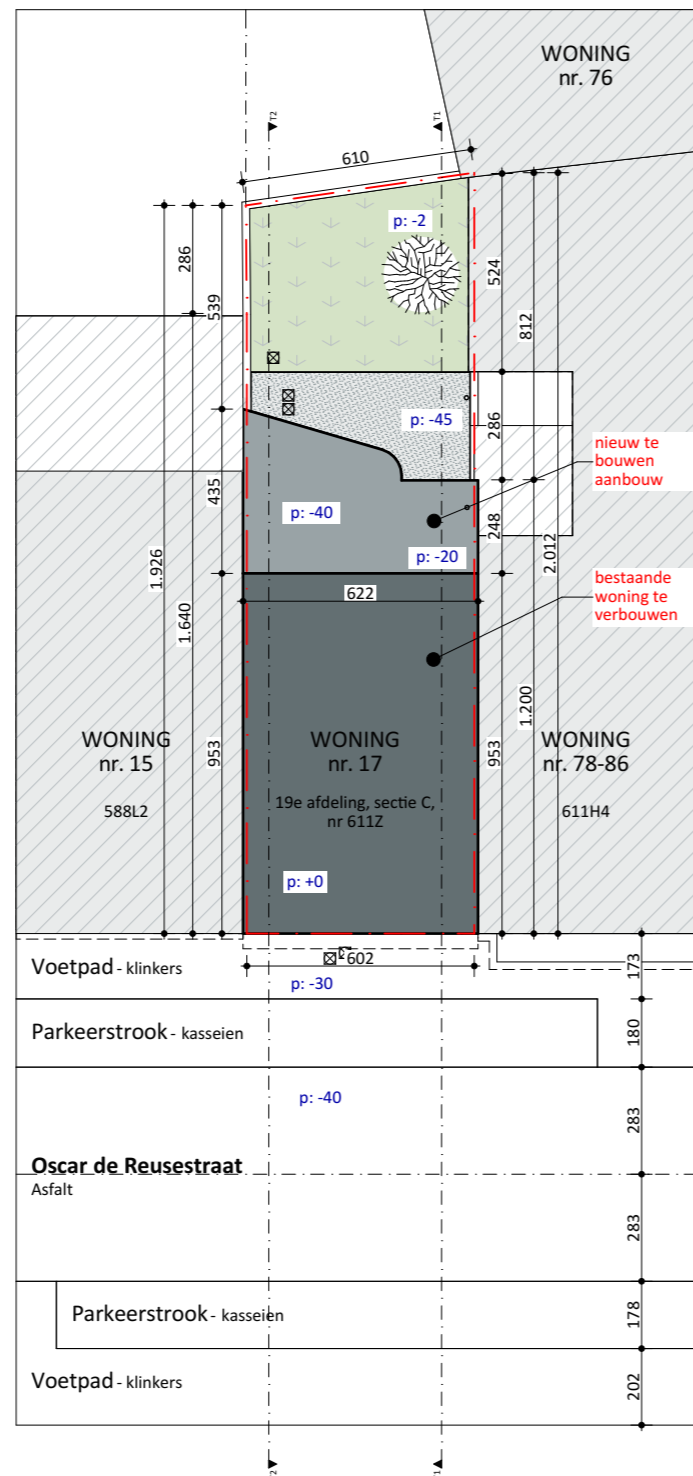 WONING
nr. 76
T2
T1
610
p: -2
286
539
524
812
p: -45
286
nieuw te
bouwen
aanbouw
435
p: -40
248
p: -20
1.926
2.012
622
bestaande
woning te
verbouwen
1.640
1.200
953
953
WONING
nr. 15
588L2
WONING
nr. 17
19e afdeling, sectie C,
nr 611Z
WONING
nr. 78-86
611H4
p: +0
602
Voetpad - klinkers
p: -30
173
Parkeerstrook - kasseien
180
p: -40
283
Oscar de Reusestraat
Asfalt
283
Parkeerstrook - kasseien
178
Voetpad - klinkers
202
T2
T1